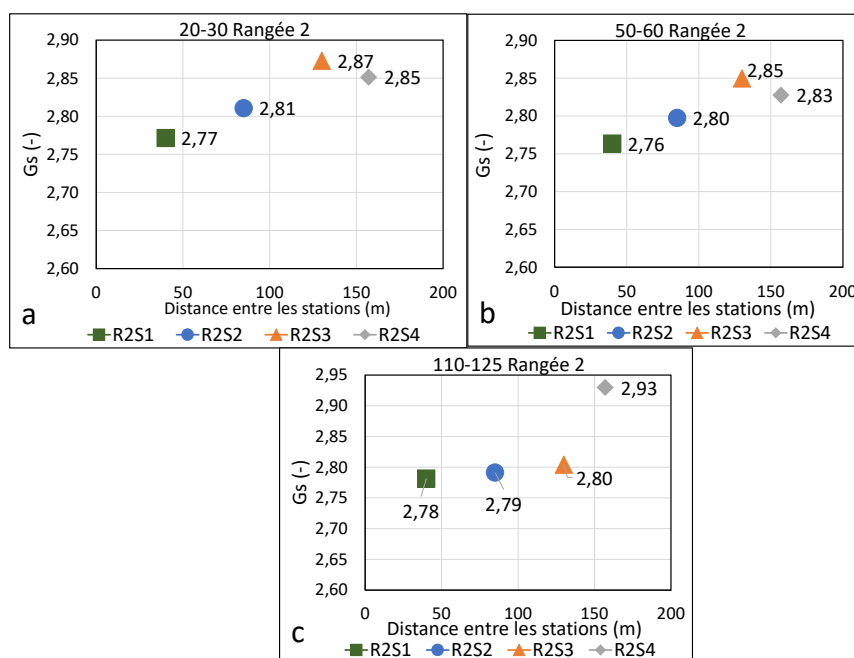 20-30 Rangée 2
2,90
2,85
2,80
2,75
2,70
2,65
2,60
Gs (-)
2,77
2,81
2,87
2,85
0 50 100 150 200
Distance entre les stations (m)
a
R2S1 R2S2 R2S3 R2S4
50-60 Rangée 2
2,90
2,85
2,80
2,75
2,70
2,65
2,60
Gs (-)
2,76
2,80
2,85
2,83
0 50 100 150 200
Distance entre les stations (m)
b
R2S1 R2S2 R2S3 R2S4
110-125 Rangée 2
2,95
2,90
2,85
2,80
2,75
2,70
2,65
2,60
Gs (-)
2,78
2,79
2,80
2,93
0 50 100 150 200
Distance entre les stations (m)
c
R2S1 R2S2 R2S3 R2S4